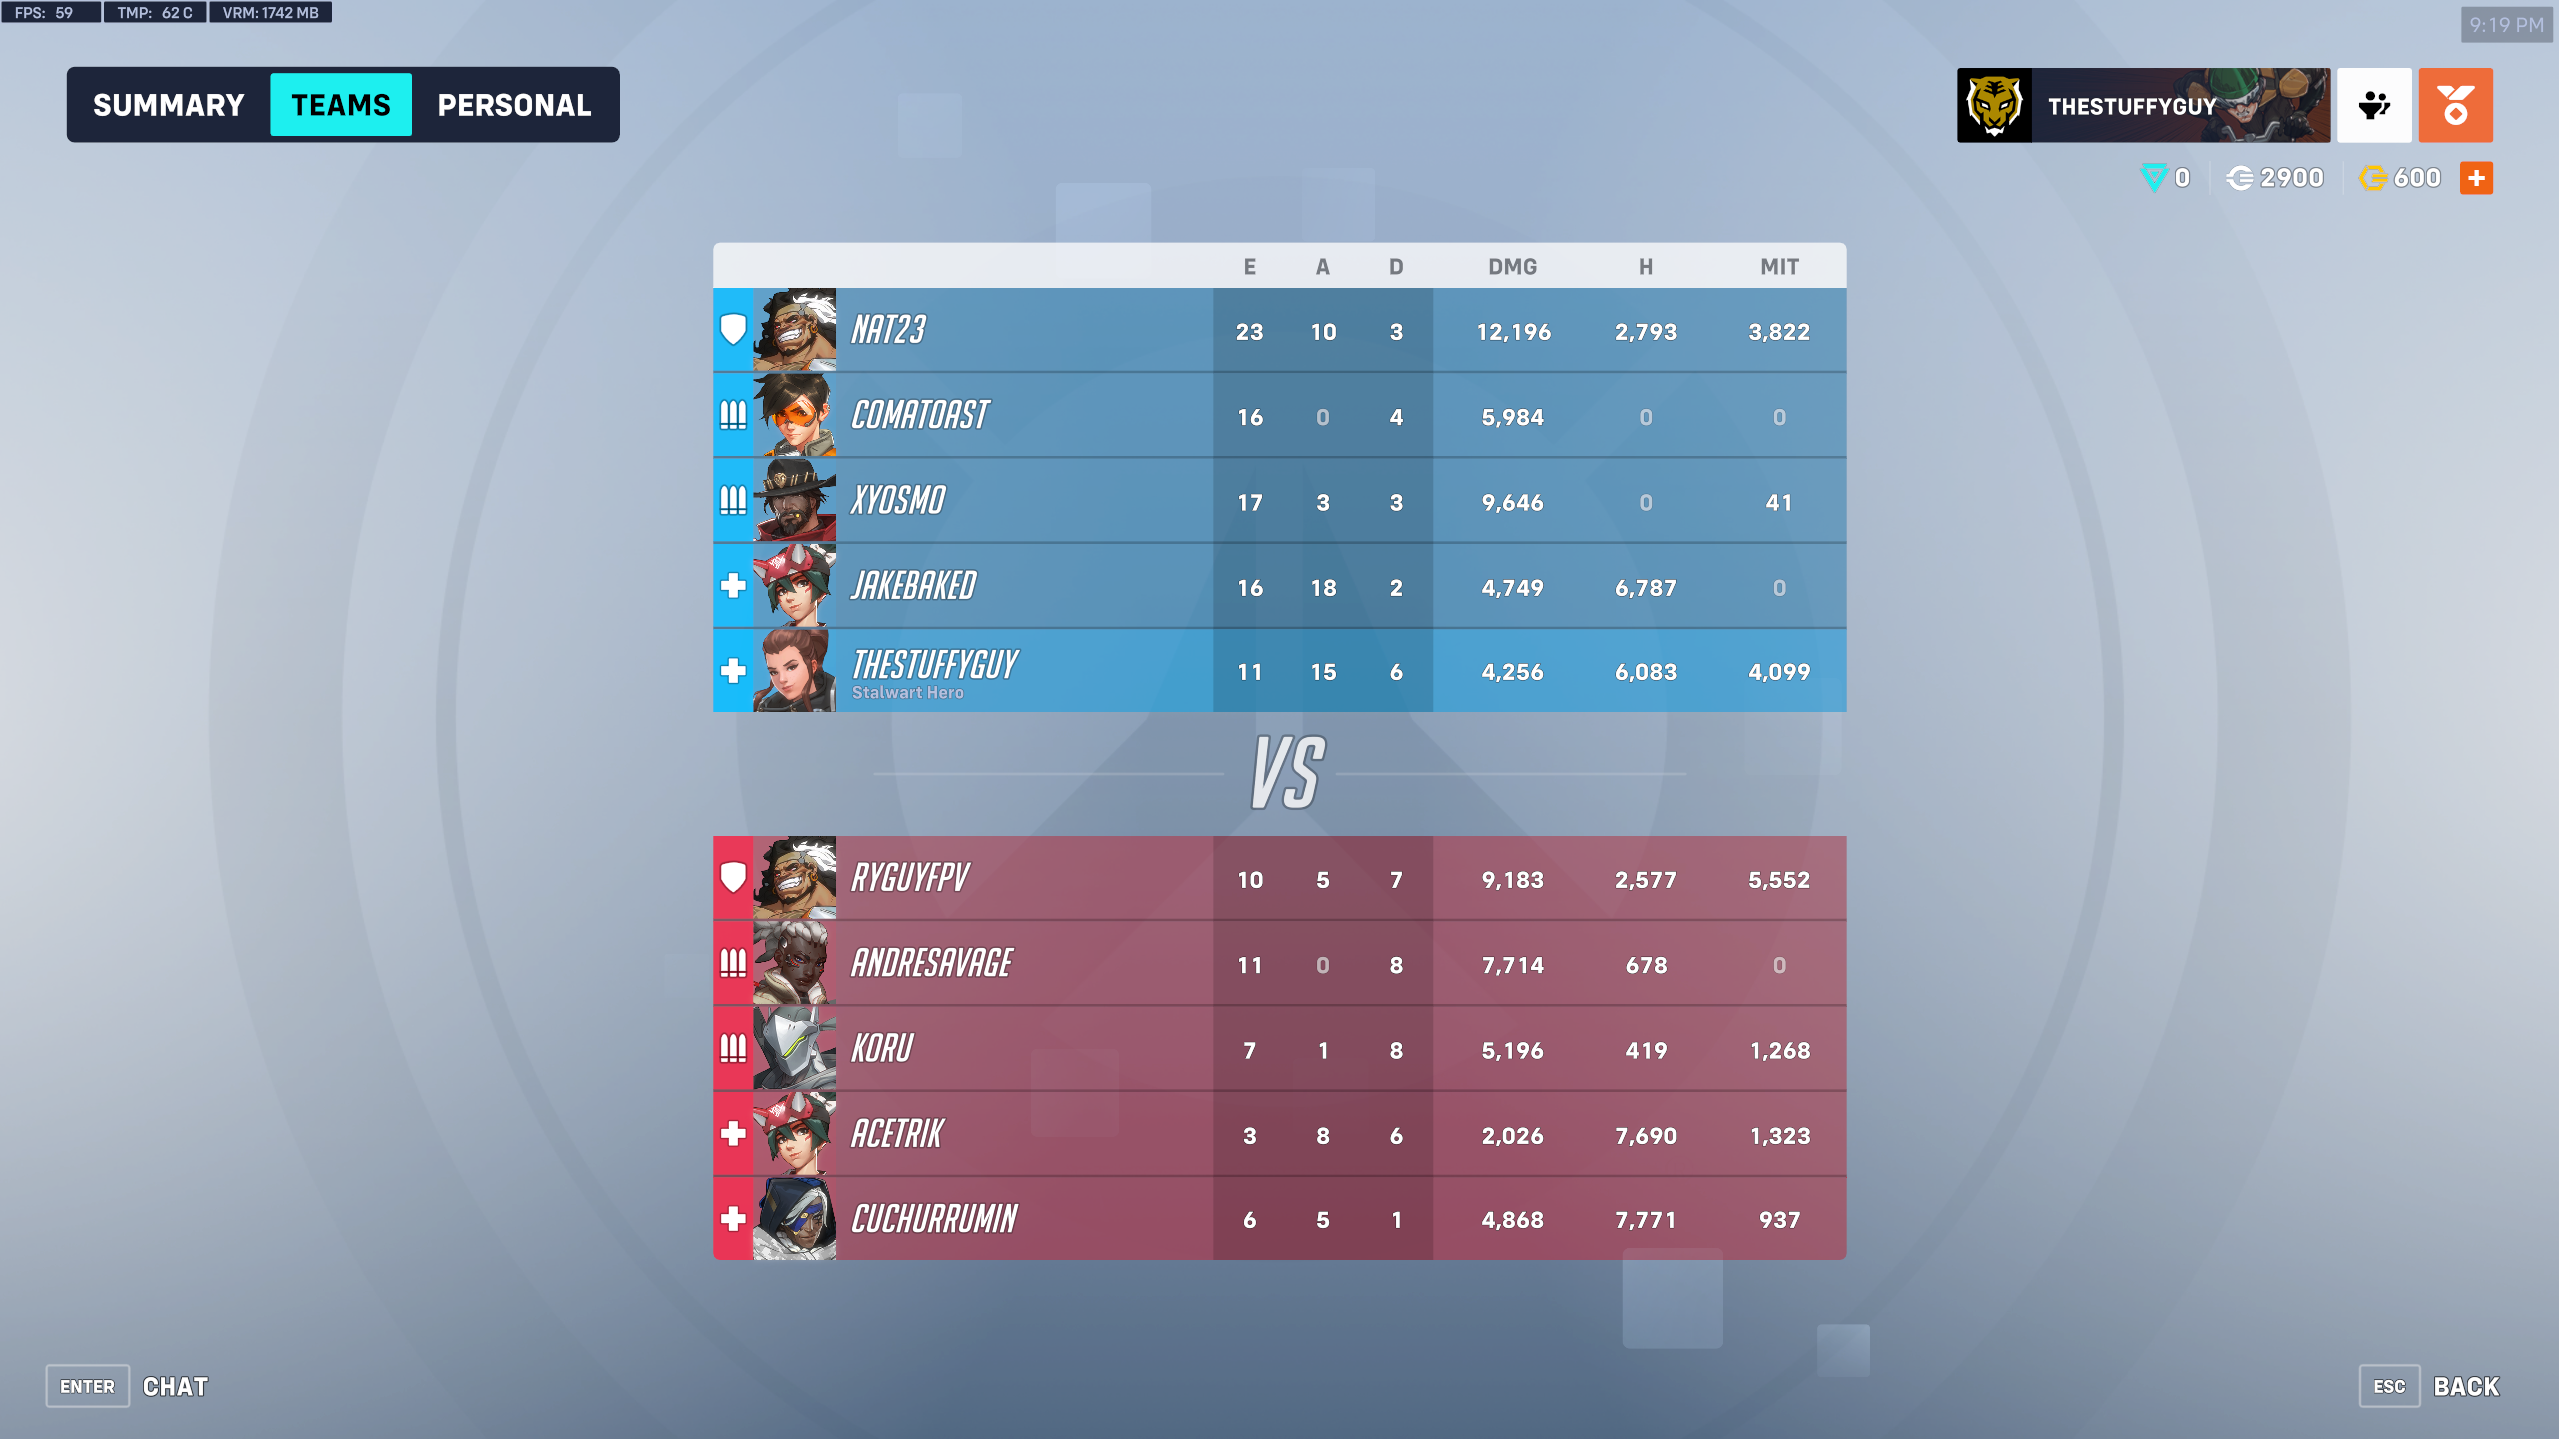 FPS: 59 TMP: 62 C VRM: 1742 MB
9:19 PM
SUMMARY TEAMS PERSONAL
THESTUFFYGUY
0 2900 600 +
E A D DMG H MIT
NAT23 23 10 3 12,196 2,793 3,822
COMATOAST 16 0 4 5,984 0 0
XYOSMO 17 3 3 9,646 0 41
JAKEBAKED 16 18 2 4,749 6,787 0
THESTUFFYGUY 11 15 6 4,256 6,083 4,099
Stalwart Hero
VS
RYGUYFPV 10 5 7 9,183 2,577 5,552
ANDRESAVAGE 11 0 8 7,714 678 0
KORU 7 1 8 5,196 419 1,268
ACETRIK 3 8 6 2,026 7,690 1,323
CUCHURRUMIN 6 5 1 4,868 7,771 937
ENTER CHAT
ESC BACK